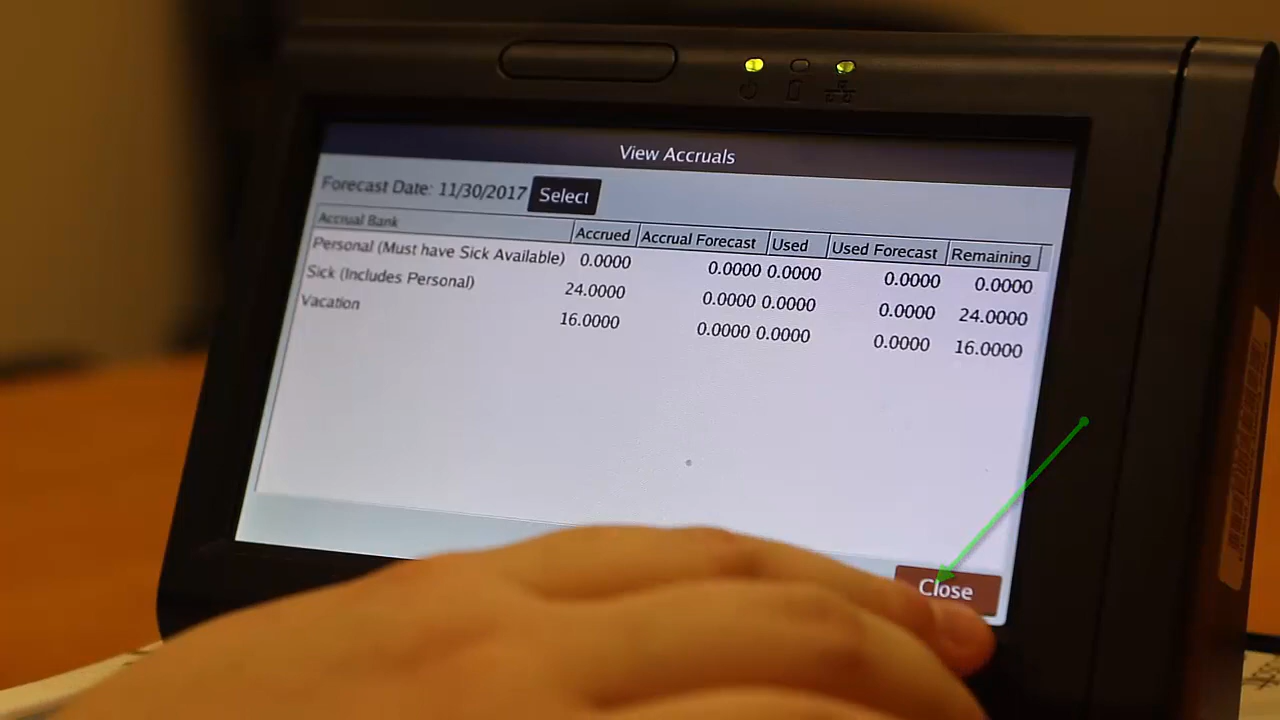 View Accruals
Forecast Date: 11/30/2017 Select
Accrual Bank Accrued Accrual Forecast Used Used Forecast Remaining
Personal (Must have Sick Available) 0.0000 0.0000 0.0000 0.0000 0.0000
Sick (Includes Personal) 24.0000 0.0000 0.0000 0.0000 24.0000
Vacation 16.0000 0.0000 0.0000 0.0000 16.0000
Close